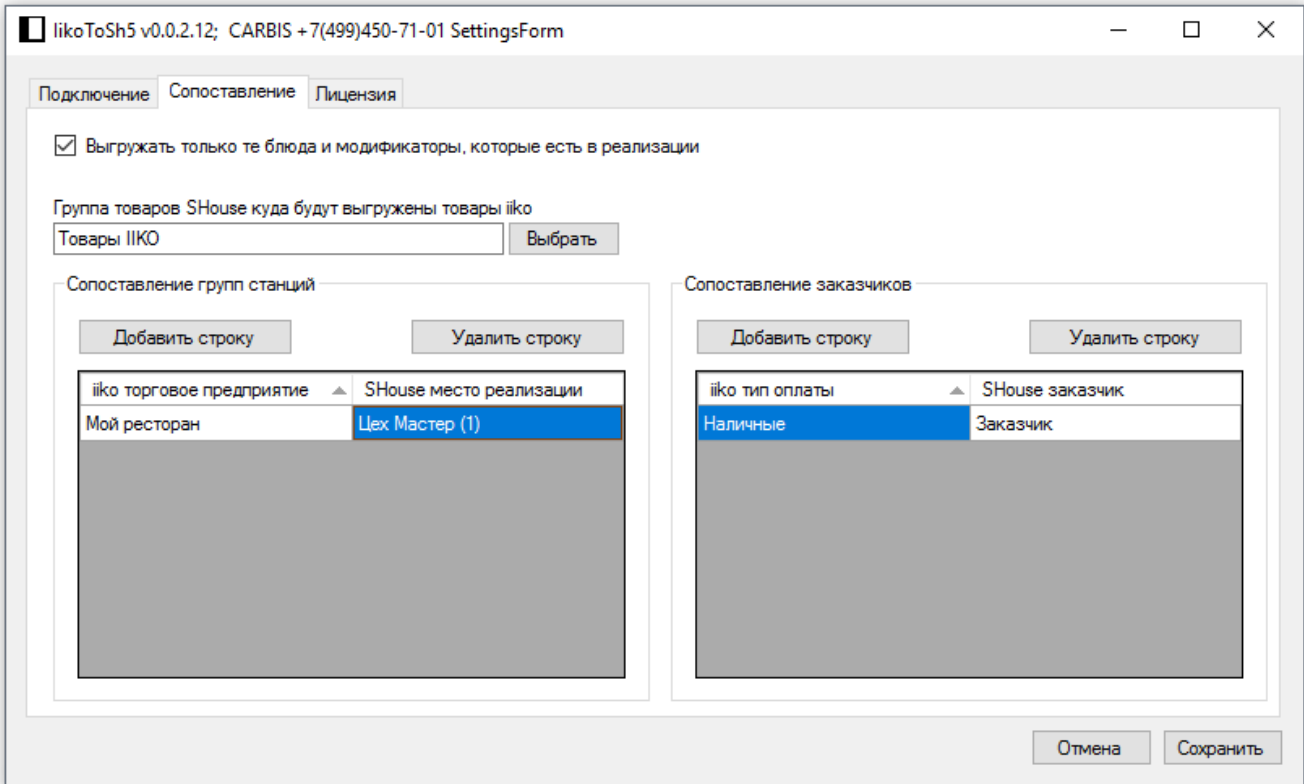 IikoToSh5 v0.0.2.12; CARBIS +7(499)450-71-01 SettingsForm
Подключение Сопоставление Лицензия
Выгружать только те блюда и модификаторы, которые есть в реализации
Группа товаров SHouse куда будут выгружены товары iiko
Товары IIKO Выбрать
Сопоставление групп станций
Добавить строку Удалить строку
iiko торговое предприятие SHouse место реализации
Мой ресторан Цех Мастер (1)
Сопоставление заказчиков
Добавить строку Удалить строку
iiko тип оплаты SHouse заказчик
Наличные Заказчик
Отмена Сохранить